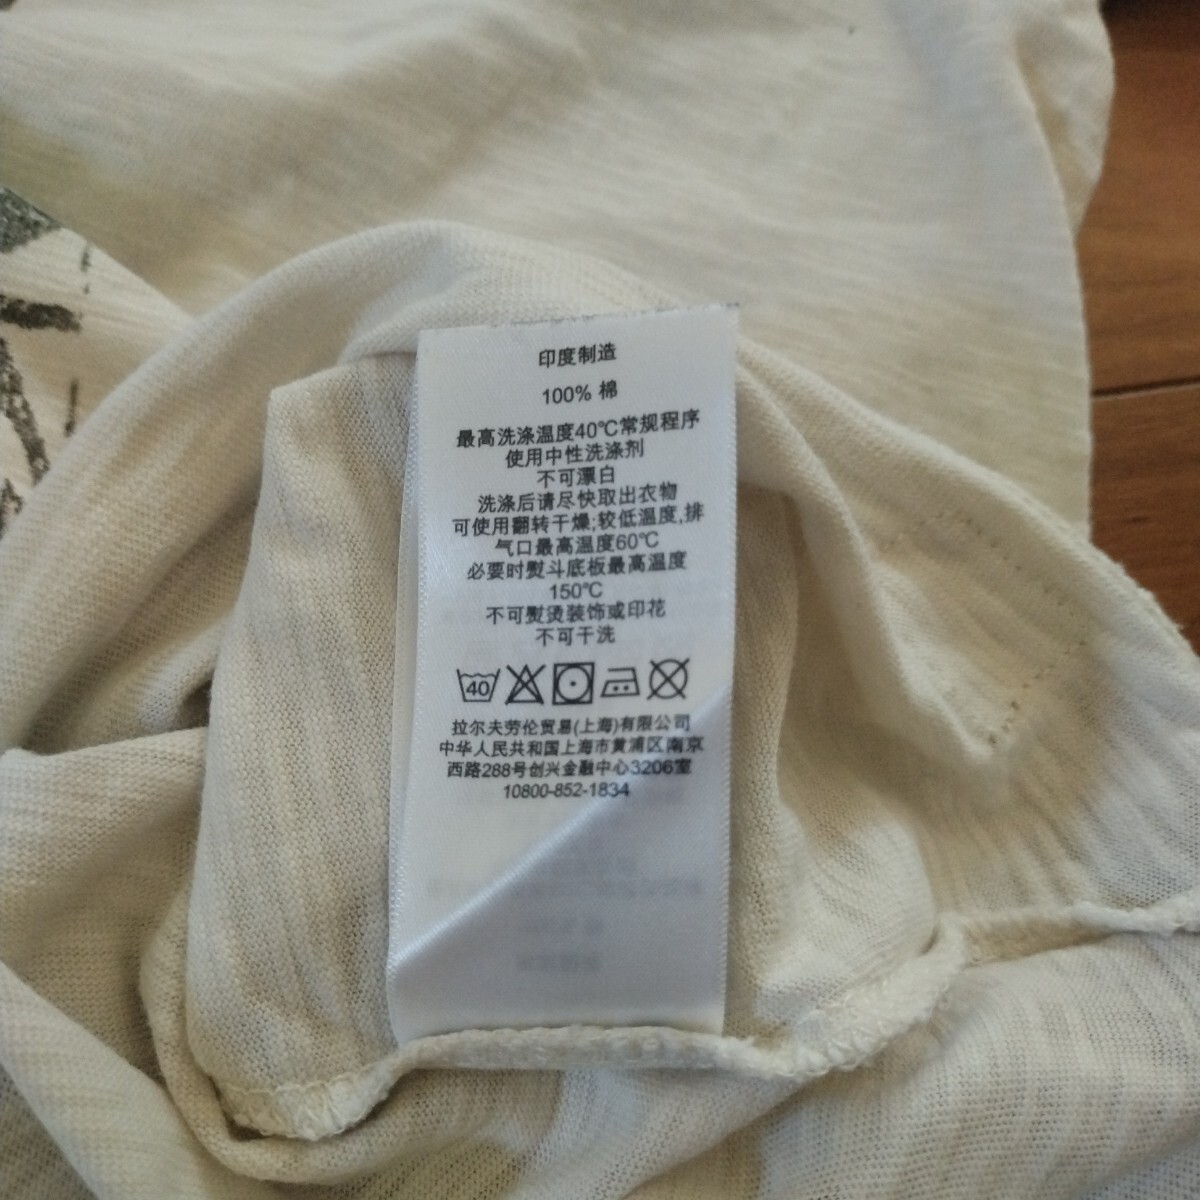 印度制造
100% 棉
最高洗涤温度40℃常规程序
使用中性洗涤剂
不可漂白
洗涤后请尽快取出衣物
可使用翻转干燥;较低温度,排
气口最高温度60℃
必要时熨斗底板最高温度
150℃
不可熨烫装饰或印花
不可干洗
40
拉尔夫劳伦贸易(上海)有限公司
中华人民共和国上海市黄浦区南京
西路288号创兴金融中心3206室
10800-852-1834